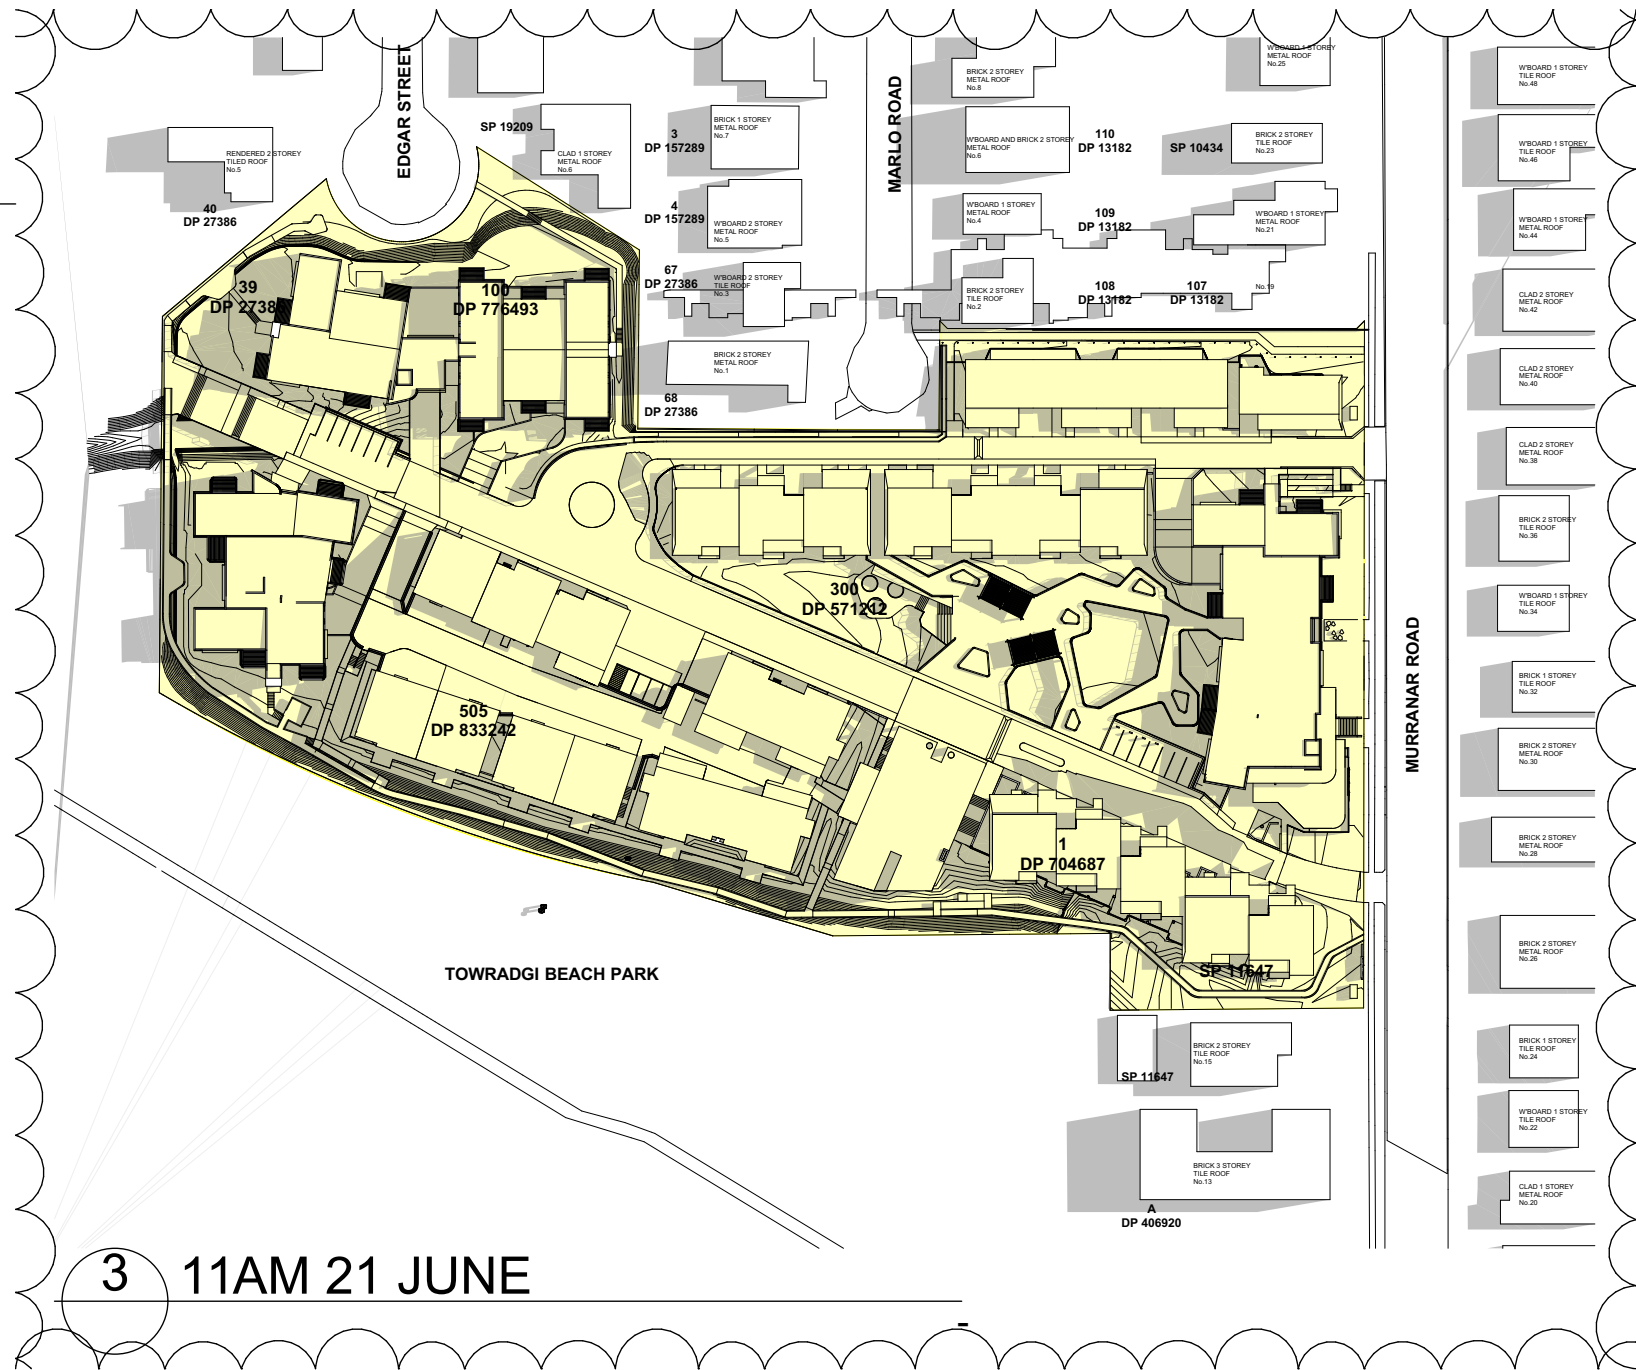 EDGAR STREET
MARLO ROAD
MURRANAR ROAD
RENDERED 2 STOREY
TILED ROOF
No.5
40
DP 27386
SP 19209
CLAD 1 STOREY
METAL ROOF
No.6
3
DP 157289
BRICK 1 STOREY
METAL ROOF
No.7
4
DP 157289
W'BOARD 2 STOREY
METAL ROOF
No.5
67
DP 27386
W'BOARD 2 STOREY
TILE ROOF
No.3
BRICK 2 STOREY
METAL ROOF
No.1
68
DP 27386
BRICK 2 STOREY
METAL ROOF
No.8
W'BOARD AND BRICK 2 STOREY
METAL ROOF
No.6
110
DP 13182
SP 10434
W'BOARD 1 STOREY
METAL ROOF
No.25
BRICK 2 STOREY
TILE ROOF
No.23
W'BOARD 1 STOREY
METAL ROOF
No.4
109
DP 13182
W'BOARD 1 STOREY
METAL ROOF
No.21
BRICK 2 STOREY
TILE ROOF
No.2
108
DP 13182
107
DP 13182
No.19
39
DP 27386
100
DP 776493
300
DP 571212
505
DP 833242
1
DP 704687
SP 11647
TOWRADGI BEACH PARK
BRICK 2 STOREY
TILE ROOF
No.15
SP 11647
BRICK 3 STOREY
TILE ROOF
No.13
A
DP 406920
W'BOARD 1 STOREY
TILE ROOF
No.48
W'BOARD 1 STOREY
TILE ROOF
No.46
W'BOARD 1 STOREY
METAL ROOF
No.44
CLAD 2 STOREY
METAL ROOF
No.42
CLAD 2 STOREY
METAL ROOF
No.40
CLAD 2 STOREY
METAL ROOF
No.38
BRICK 2 STOREY
TILE ROOF
No.36
W'BOARD 1 STOREY
TILE ROOF
No.34
BRICK 1 STOREY
METAL ROOF
No.32
BRICK 2 STOREY
METAL ROOF
No.30
BRICK 2 STOREY
METAL ROOF
No.28
BRICK 2 STOREY
METAL ROOF
No.26
BRICK 1 STOREY
TILE ROOF
No.24
W'BOARD 1 STOREY
TILE ROOF
No.22
CLAD 1 STOREY
METAL ROOF
No.20
3
11AM 21 JUNE
-